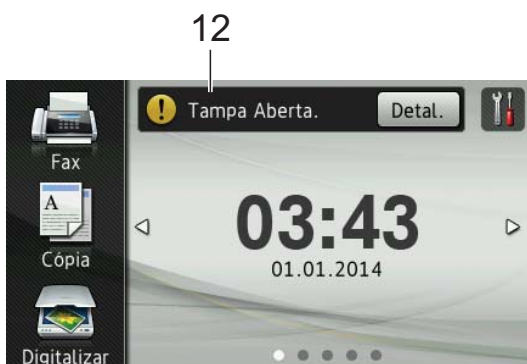 12
Tampa Aberta.
Detal.
Fax
A
Cópia
03:43
01.01.2014
Digitalizar